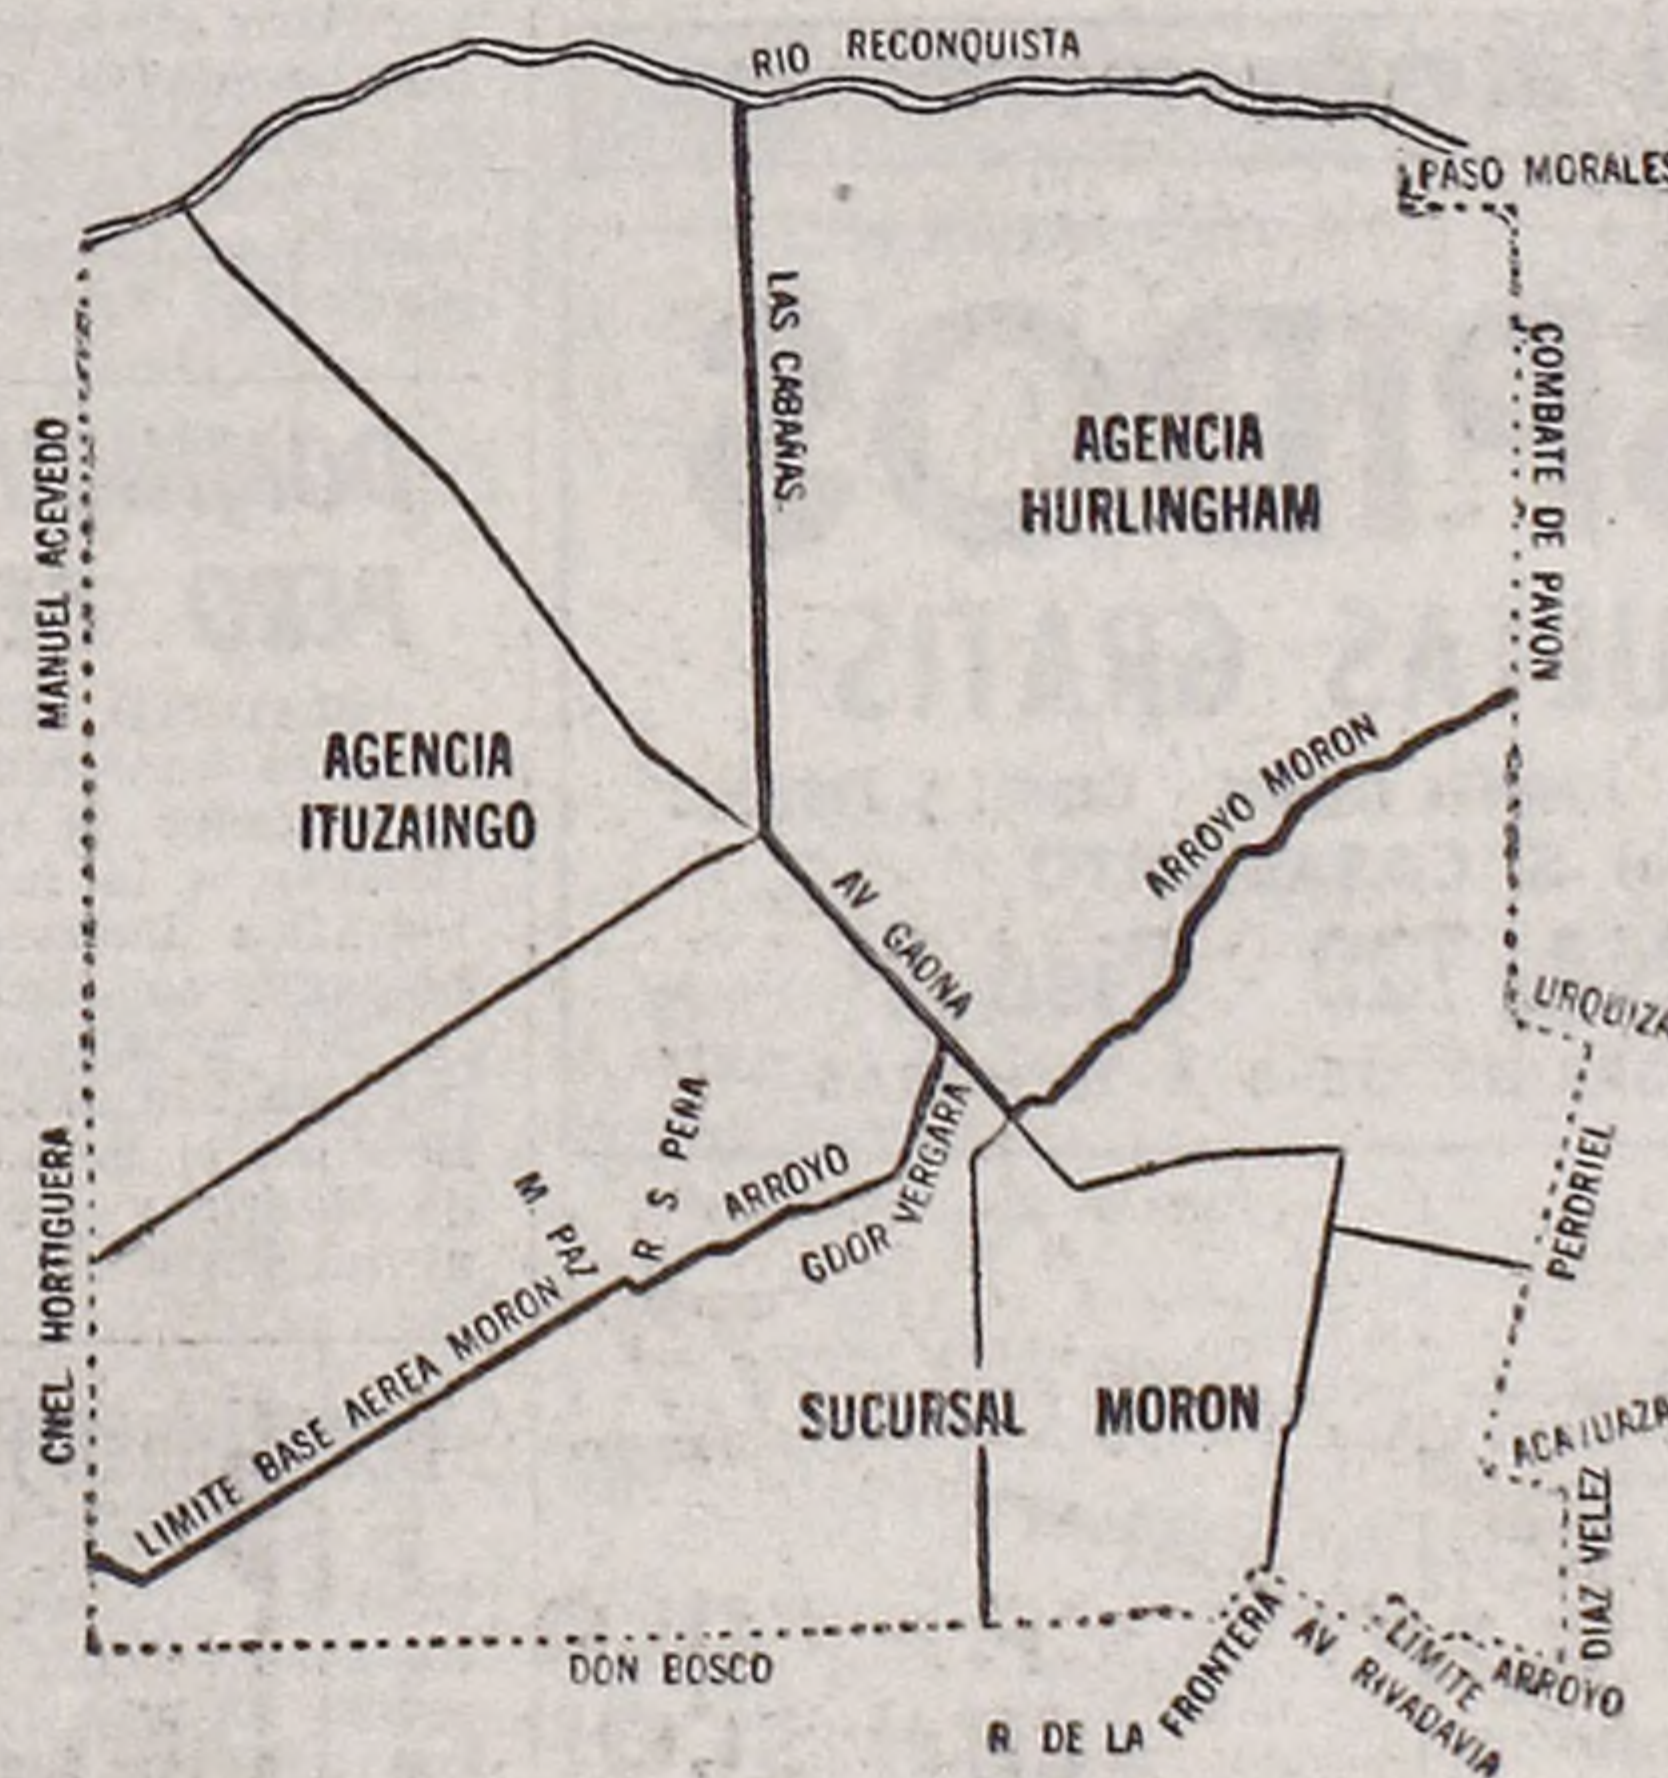 RIO RECONQUISTA
PASO MORALES
LAS CABAÑAS
COMBATE DE PAVON
MANUEL ACEVEDO
AGENCIA
HURLINGHAM
AGENCIA
ITUZAINGO
ARROYO MORON
AV GAONA
URQUIZA
CNEL HORTIGUERA
M. PAZ
R S PEÑA
ARROYO
GDOR VERGARA
PERDRIEL
LIMITE BASE AEREA MORON
SUCURSAL MORON
DIAZ VELEZ
DON BOSCO
R DE LA FRONTERA
AV RIVADAVIA
LIMITE ARROYO